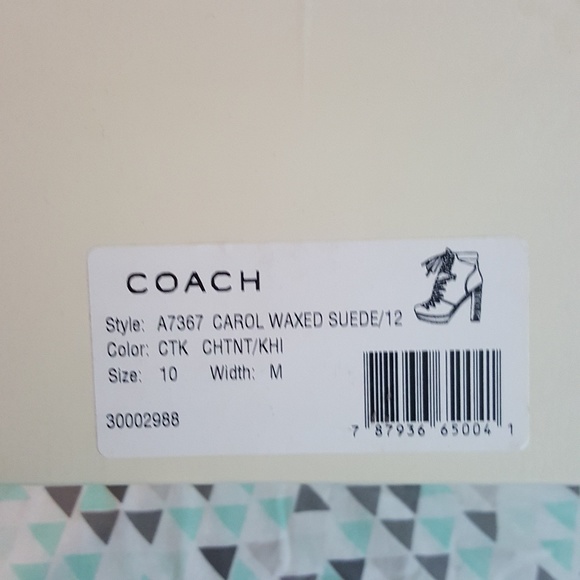 COACH
Style: A7367 CAROL WAXED SUEDE/12
Color: CTK CHTNT/KHI
Size: 10 Width: M
30002988
7 87936 65004 1